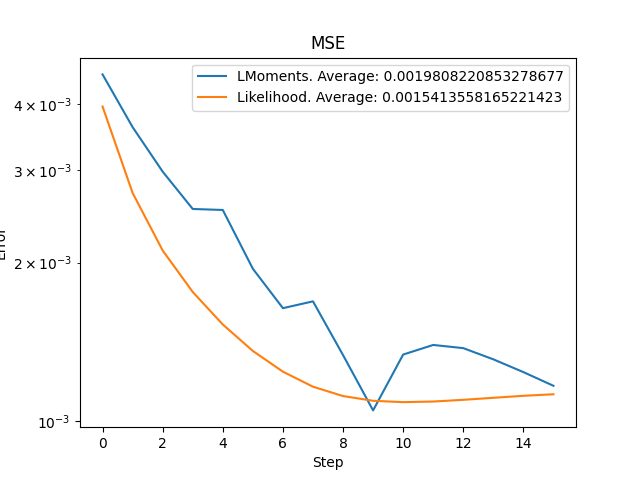 MSE
LMoments. Average: 0.0019808220853278677
Likelihood. Average: 0.0015413558165221423
4 × 10⁻³
3 × 10⁻³
2 × 10⁻³
10⁻³
Error
0 2 4 6 8 10 12 14
Step